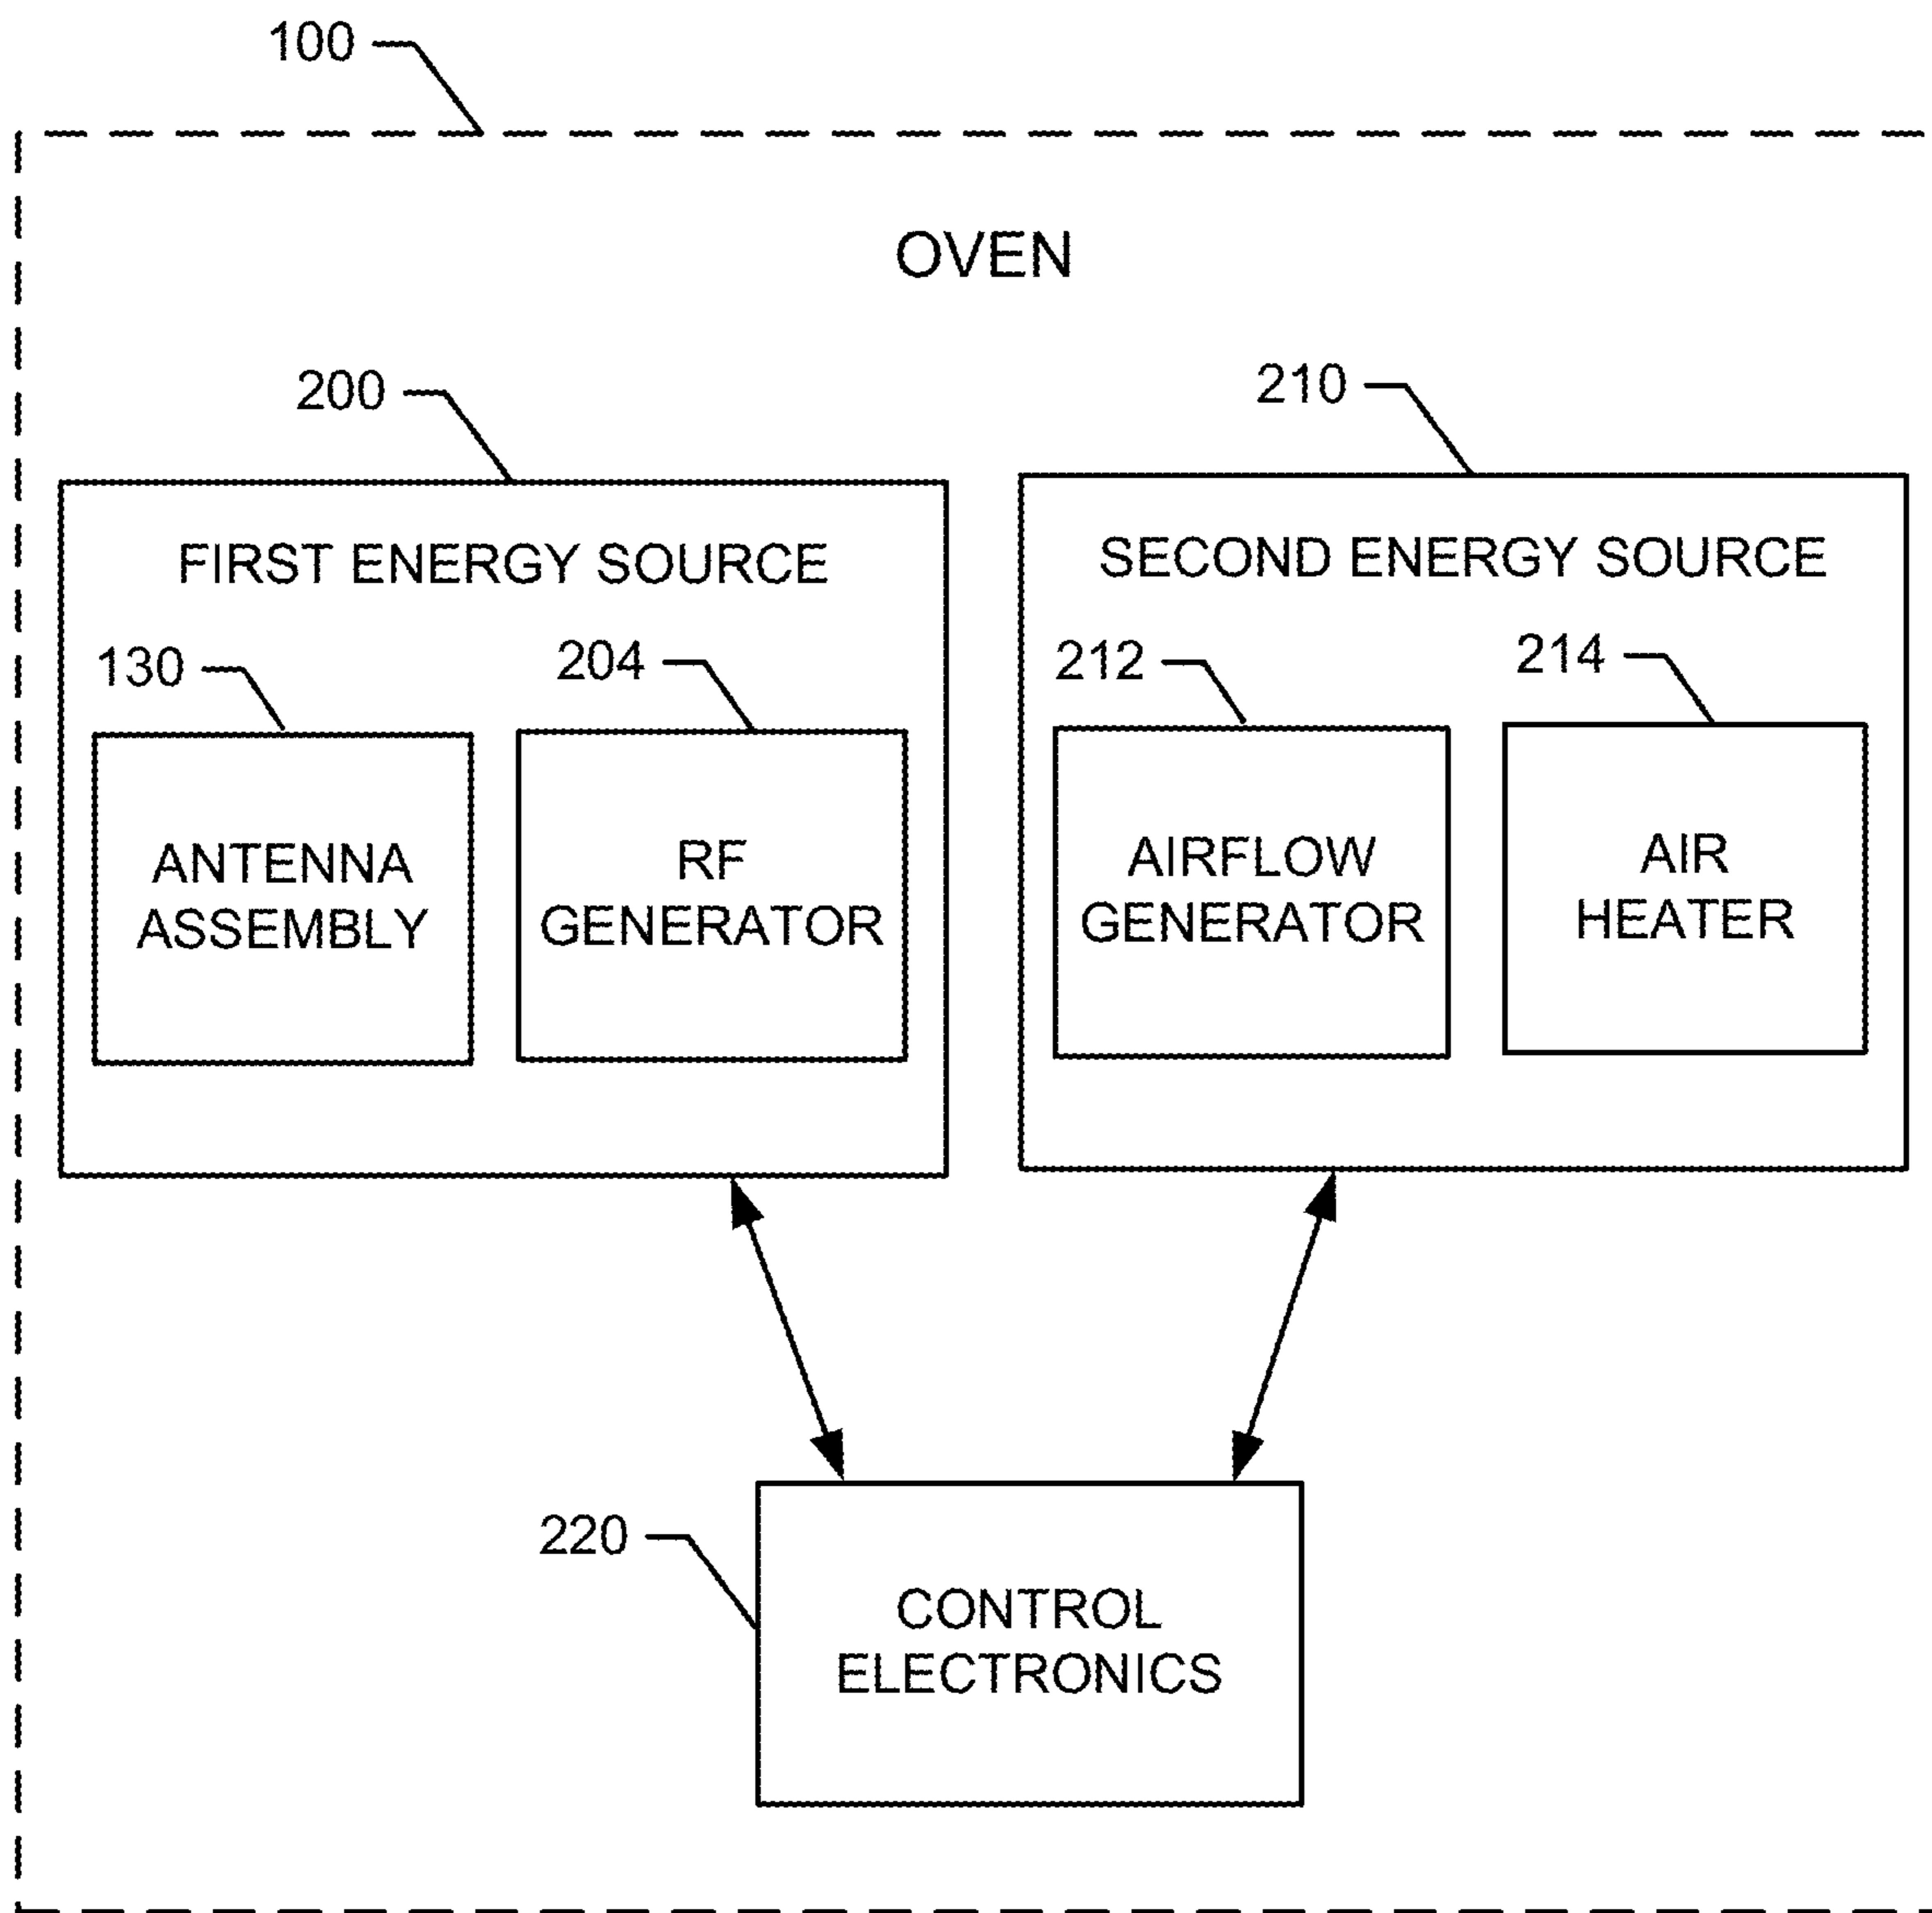 100
OVEN
200
210
FIRST ENERGY SOURCE
SECOND ENERGY SOURCE
130
204
212
214
ANTENNA
ASSEMBLY
RF
GENERATOR
AIRFLOW
GENERATOR
AIR
HEATER
220
CONTROL
ELECTRONICS